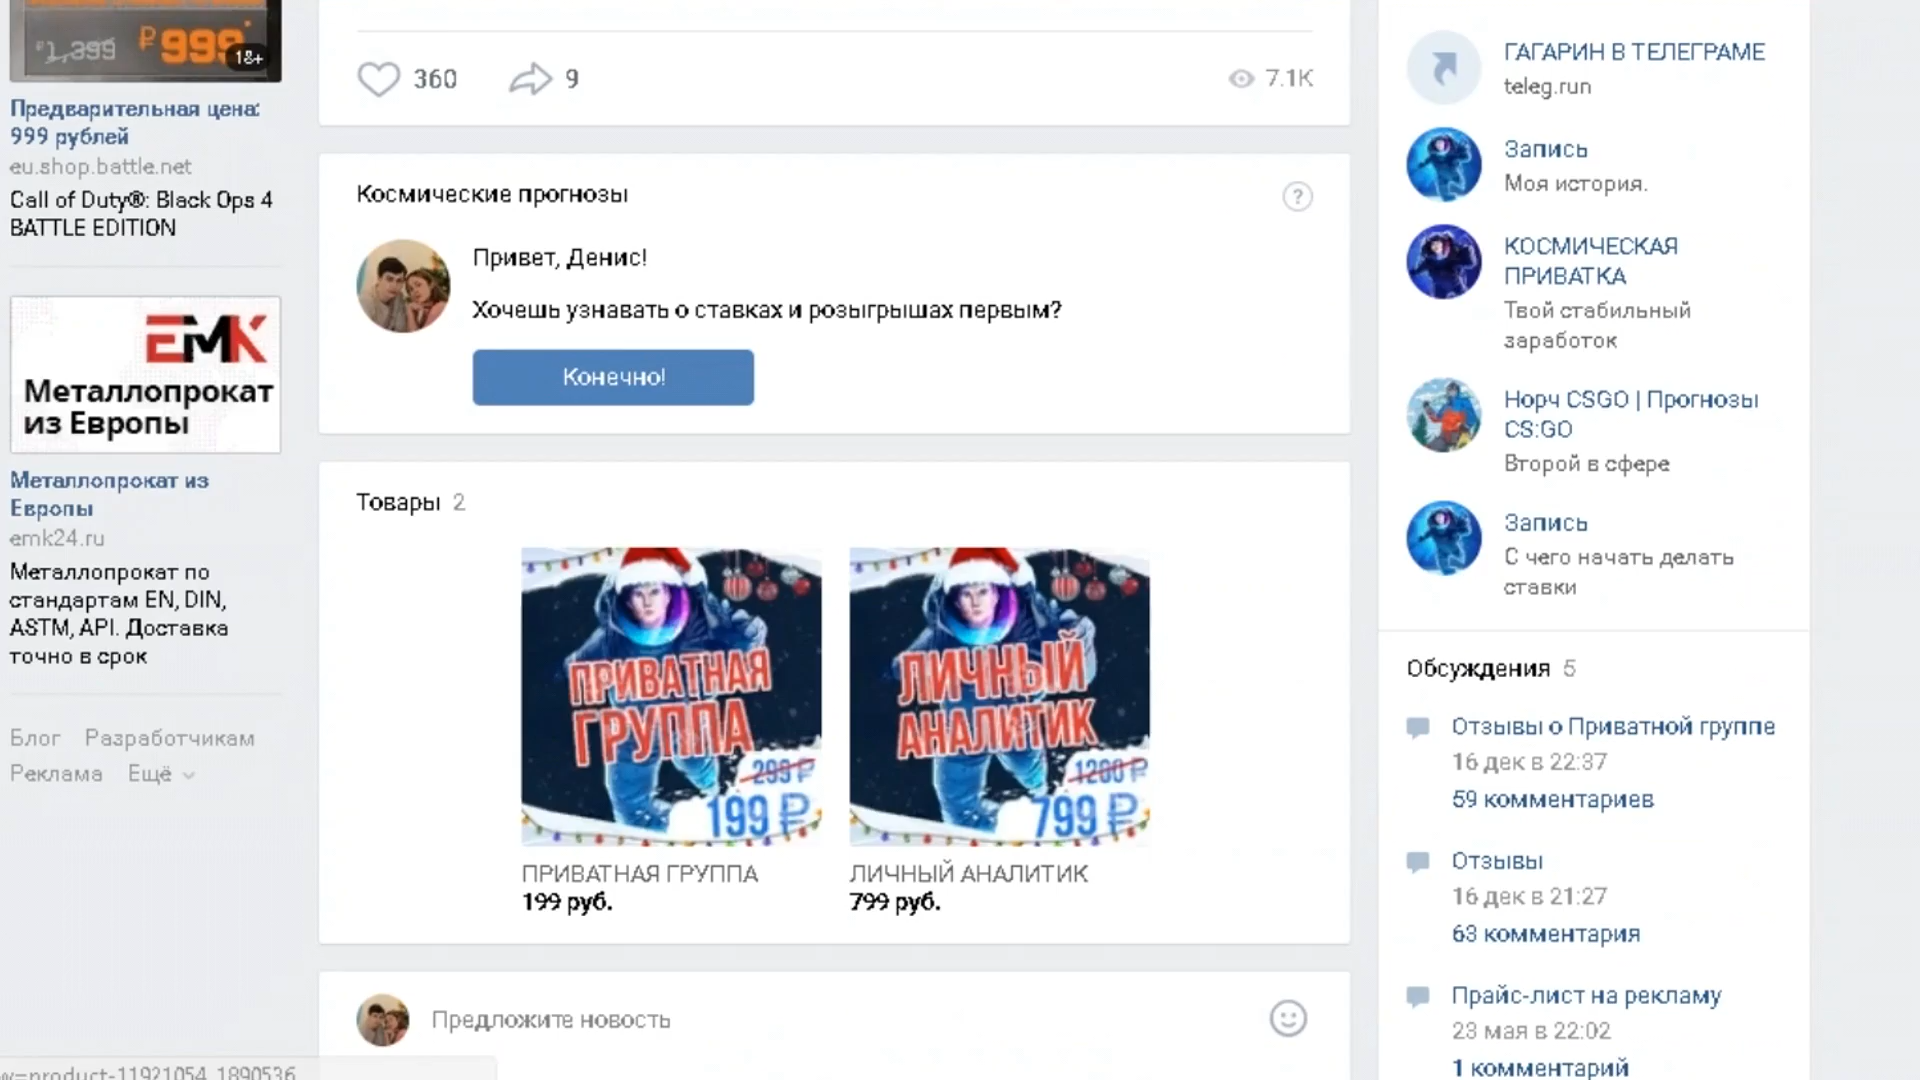 ₽1,399 ₽999*
18+
Предварительная цена:
999 рублей
eu.shop.battle.net
Call of Duty®: Black Ops 4
BATTLE EDITION
EMK
Металлопрокат
из Европы
Металлопрокат из
Европы
emk24.ru
Металлопрокат по
стандартам EN, DIN,
ASTM, API. Доставка
точно в срок
Блог Разработчикам
Реклама Ещё
360 9 7.1K
Космические прогнозы
?
Привет, Денис!
Хочешь узнавать о ставках и розыгрышах первым?
Конечно!
Товары 2
ПРИВАТНАЯ
ГРУППА
299 ₽
199 ₽
ПРИВАТНАЯ ГРУППА
199 руб.
ЛИЧНЫЙ
АНАЛИТИК
1200 ₽
799 ₽
ЛИЧНЫЙ АНАЛИТИК
799 руб.
Предложите новость
ГАГАРИН В ТЕЛЕГРАМЕ
teleg.run
Запись
Моя история.
КОСМИЧЕСКАЯ
ПРИВАТКА
Твой стабильный
заработок
Норч CSGO | Прогнозы
CS:GO
Второй в сфере
Запись
С чего начать делать
ставки
Обсуждения 5
Отзывы о Приватной группе
16 дек в 22:37
59 комментариев
Отзывы
16 дек в 21:27
63 комментария
Прайс-лист на рекламу
23 мая в 22:02
1 комментарий
w=product-11921054_1890536